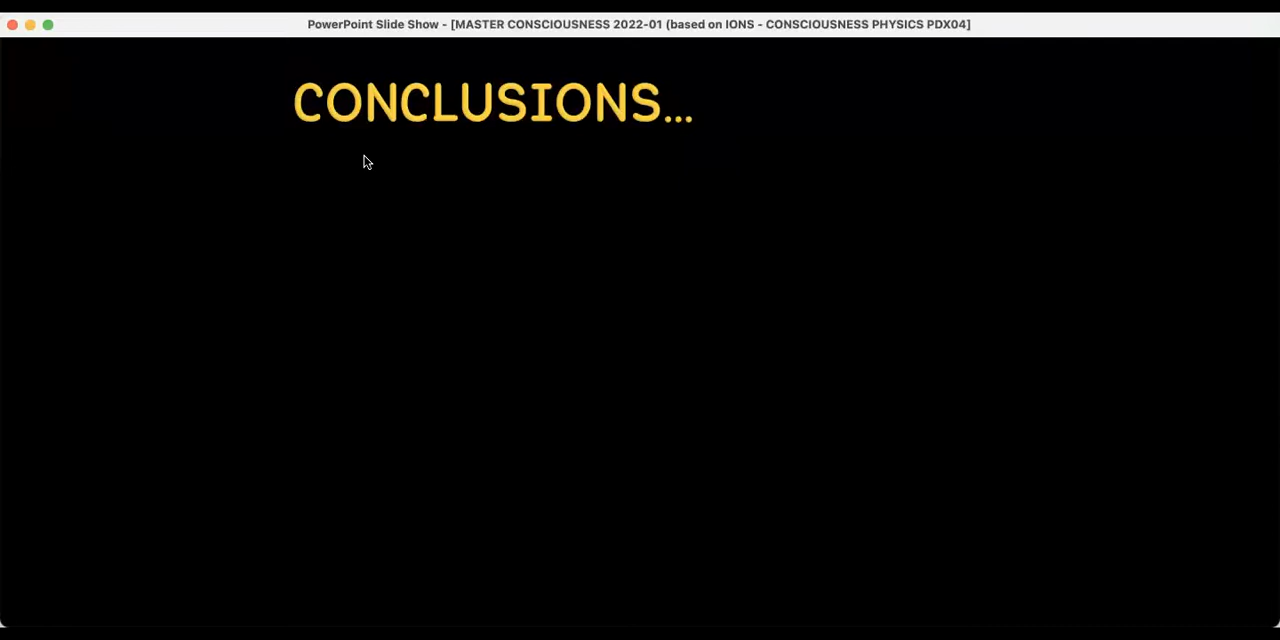 PowerPoint Slide Show - [MASTER CONSCIOUSNESS 2022-01 (based on IONS - CONSCIOUSNESS PHYSICS PDX04]
CONCLUSIONS...